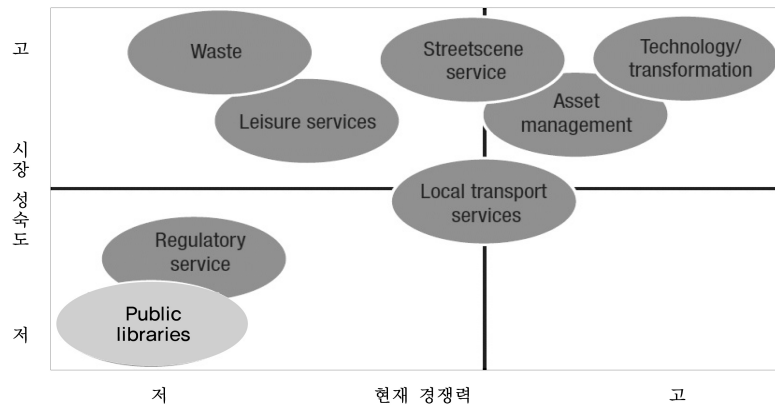 고
시장 성숙도
저
Waste
Leisure services
Streetscene
service
Technology/
transformation
Asset
management
Local transport
services
Regulatory
service
Public
libraries
저
현재 경쟁력
고